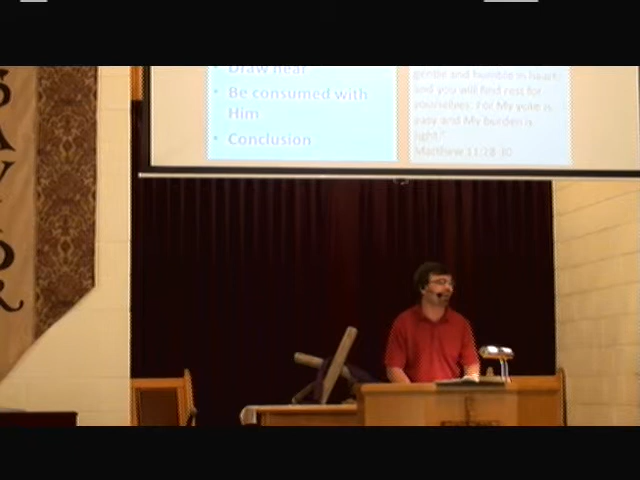 Draw near
Be consumed with
Him
Conclusion
gentle and humble in heart,
and you will find rest for
yourselves. For My yoke is
easy and My burden is
light."
Matthew 11:28-30
AVIOR